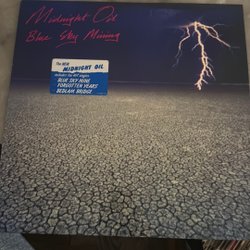 Midnight Oil
Blue Sky Mining
The NEW
MIDNIGHT OIL
includes the HIT singles
BLUE SKY MINE
FORGOTTEN YEARS
BEDLAM BRIDGE